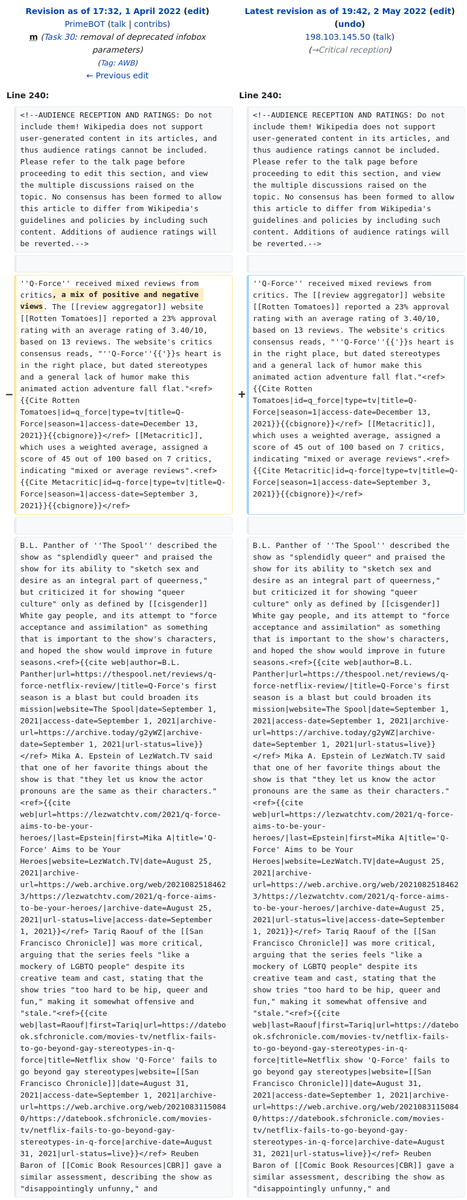 Revision as of 17:32, 1 April 2022 (edit)
PrimeBOT (talk | contribs)
m (Task 30: removal of deprecated infobox
parameters)
(Tag: AWB)
← Previous edit
Latest revision as of 19:42, 2 May 2022 (edit)
(undo)
198.103.145.50 (talk)
(→Critical reception)
Line 240:
<!--AUDIENCE RECEPTION AND RATINGS: Do not
include them! Wikipedia does not support
user-generated content in its articles, and
thus audience ratings cannot be included.
Please refer to the talk page before
proceeding to edit this section, and view
the multiple discussions raised on the
topic. No consensus has been formed to allow
this article to differ from Wikipedia's
guidelines and policies by including such
content. Additions of audience ratings will
be reverted.-->
−
''Q-Force'' received mixed reviews from
critics, a mix of positive and negative
views. The [[review aggregator]] website
[[Rotten Tomatoes]] reported a 23% approval
rating with an average rating of 3.40/10,
based on 13 reviews. The website's critics
consensus reads, "''Q-Force''{{'}}s heart is
in the right place, but dated stereotypes
and a general lack of humor make this
animated action adventure fall flat."<ref>
{{Cite Rotten
Tomatoes|id=q_force|type=tv|title=Q-
Force|season=1|access-date=December 13,
2021}}{{cbignore}}</ref> [[Metacritic]],
which uses a weighted average, assigned a
score of 45 out of 100 based on 7 critics,
indicating "mixed or average reviews".<ref>
{{Cite Metacritic|id=q-force|type=tv|title=Q-
Force|season=1|access-date=September 3,
2021}}{{cbignore}}</ref>
B.L. Panther of ''The Spool'' described the
show as "splendidly queer" and praised the
show for its ability to "sketch sex and
desire as an integral part of queerness,"
but criticized it for showing "queer
culture" only as defined by [[cisgender]]
White gay people, and its attempt to "force
acceptance and assimilation" as something
that is important to the show's characters,
and hoped the show would improve in future
seasons.<ref>{{cite web|author=B.L.
Panther|url=https://thespool.net/reviews/q-
force-netflix-review/|title=Q-Force's first
season is a blast but could broaden its
mission|website=The Spool|date=September 1,
2021|access-date=September 1, 2021|archive-
url=https://archive.today/g2yWZ|archive-
date=September 1, 2021|url-status=live}}
</ref> Mika A. Epstein of LezWatch.TV said
that one of her favorite things about the
show is that "they let us know the actor
pronouns are the same as their characters."
<ref>{{cite
web|url=https://lezwatchtv.com/2021/q-force-
aims-to-be-your-
heroes/|last=Epstein|first=Mika A|title='Q-
Force' Aims to be Your
Heroes|website=LezWatch.TV|date=August 25,
2021|archive-
url=https://web.archive.org/web/2021082518462
3/https://lezwatchtv.com/2021/q-force-aims-
to-be-your-heroes/|archive-date=August 25,
2021|url-status=live|access-date=September
1, 2021}}</ref> Tariq Raouf of the [[San
Francisco Chronicle]] was more critical,
arguing that the series feels "like a
mockery of LGBTQ people" despite its
creative team and cast, stating that the
show tries "too hard to be hip, queer and
fun," making it somewhat offensive and
"stale."<ref>{{cite
web|last=Raouf|first=Tariq|url=https://datebo
ok.sfchronicle.com/movies-tv/netflix-fails-
to-go-beyond-gay-stereotypes-in-q-
force|title=Netflix show 'Q-Force' fails to
go beyond gay stereotypes|website=[[San
Francisco Chronicle]]|date=August 31,
2021|access-date=August 31, 2021|archive-
url=https://web.archive.org/web/2021083115084
0/https://datebook.sfchronicle.com/movies-
tv/netflix-fails-to-go-beyond-gay-
stereotypes-in-q-force|archive-date=August
31, 2021|url-status=live}}</ref> Reuben
Baron of [[Comic Book Resources|CBR]] gave a
similar assessment, describing the show as
"disappointingly unfunny," and
Line 240:
<!--AUDIENCE RECEPTION AND RATINGS: Do not
include them! Wikipedia does not support
user-generated content in its articles, and
thus audience ratings cannot be included.
Please refer to the talk page before
proceeding to edit this section, and view
the multiple discussions raised on the
topic. No consensus has been formed to allow
this article to differ from Wikipedia's
guidelines and policies by including such
content. Additions of audience ratings will
be reverted.-->
+
''Q-Force'' received mixed reviews from
critics. The [[review aggregator]] website
[[Rotten Tomatoes]] reported a 23% approval
rating with an average rating of 3.40/10,
based on 13 reviews. The website's critics
consensus reads, "''Q-Force''{{'}}s heart is
in the right place, but dated stereotypes
and a general lack of humor make this
animated action adventure fall flat."<ref>
{{Cite Rotten
Tomatoes|id=q_force|type=tv|title=Q-
Force|season=1|access-date=December 13,
2021}}{{cbignore}}</ref> [[Metacritic]],
which uses a weighted average, assigned a
score of 45 out of 100 based on 7 critics,
indicating "mixed or average reviews".<ref>
{{Cite Metacritic|id=q-force|type=tv|title=Q-
Force|season=1|access-date=September 3,
2021}}{{cbignore}}</ref>
B.L. Panther of ''The Spool'' described the
show as "splendidly queer" and praised the
show for its ability to "sketch sex and
desire as an integral part of queerness,"
but criticized it for showing "queer
culture" only as defined by [[cisgender]]
White gay people, and its attempt to "force
acceptance and assimilation" as something
that is important to the show's characters,
and hoped the show would improve in future
seasons.<ref>{{cite web|author=B.L.
Panther|url=https://thespool.net/reviews/q-
force-netflix-review/|title=Q-Force's first
season is a blast but could broaden its
mission|website=The Spool|date=September 1,
2021|access-date=September 1, 2021|archive-
url=https://archive.today/g2yWZ|archive-
date=September 1, 2021|url-status=live}}
</ref> Mika A. Epstein of LezWatch.TV said
that one of her favorite things about the
show is that "they let us know the actor
pronouns are the same as their characters."
<ref>{{cite
web|url=https://lezwatchtv.com/2021/q-force-
aims-to-be-your-
heroes/|last=Epstein|first=Mika A|title='Q-
Force' Aims to be Your
Heroes|website=LezWatch.TV|date=August 25,
2021|archive-
url=https://web.archive.org/web/2021082518462
3/https://lezwatchtv.com/2021/q-force-aims-
to-be-your-heroes/|archive-date=August 25,
2021|url-status=live|access-date=September
1, 2021}}</ref> Tariq Raouf of the [[San
Francisco Chronicle]] was more critical,
arguing that the series feels "like a
mockery of LGBTQ people" despite its
creative team and cast, stating that the
show tries "too hard to be hip, queer and
fun," making it somewhat offensive and
"stale."<ref>{{cite
web|last=Raouf|first=Tariq|url=https://datebo
ok.sfchronicle.com/movies-tv/netflix-fails-
to-go-beyond-gay-stereotypes-in-q-
force|title=Netflix show 'Q-Force' fails to
go beyond gay stereotypes|website=[[San
Francisco Chronicle]]|date=August 31,
2021|access-date=August 31, 2021|archive-
url=https://web.archive.org/web/2021083115084
0/https://datebook.sfchronicle.com/movies-
tv/netflix-fails-to-go-beyond-gay-
stereotypes-in-q-force|archive-date=August
31, 2021|url-status=live}}</ref> Reuben
Baron of [[Comic Book Resources|CBR]] gave a
similar assessment, describing the show as
"disappointingly unfunny," and